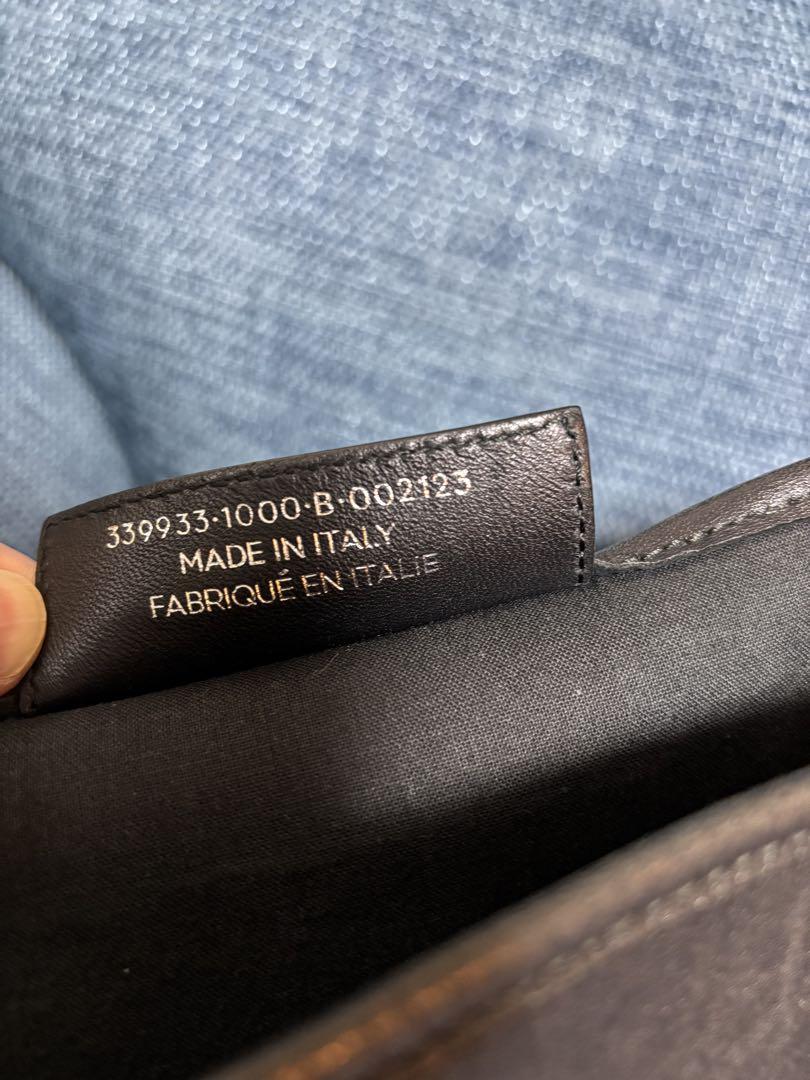 339933·1000·B·002123
MADE IN ITALY
FABRIQUÉ EN ITALIE